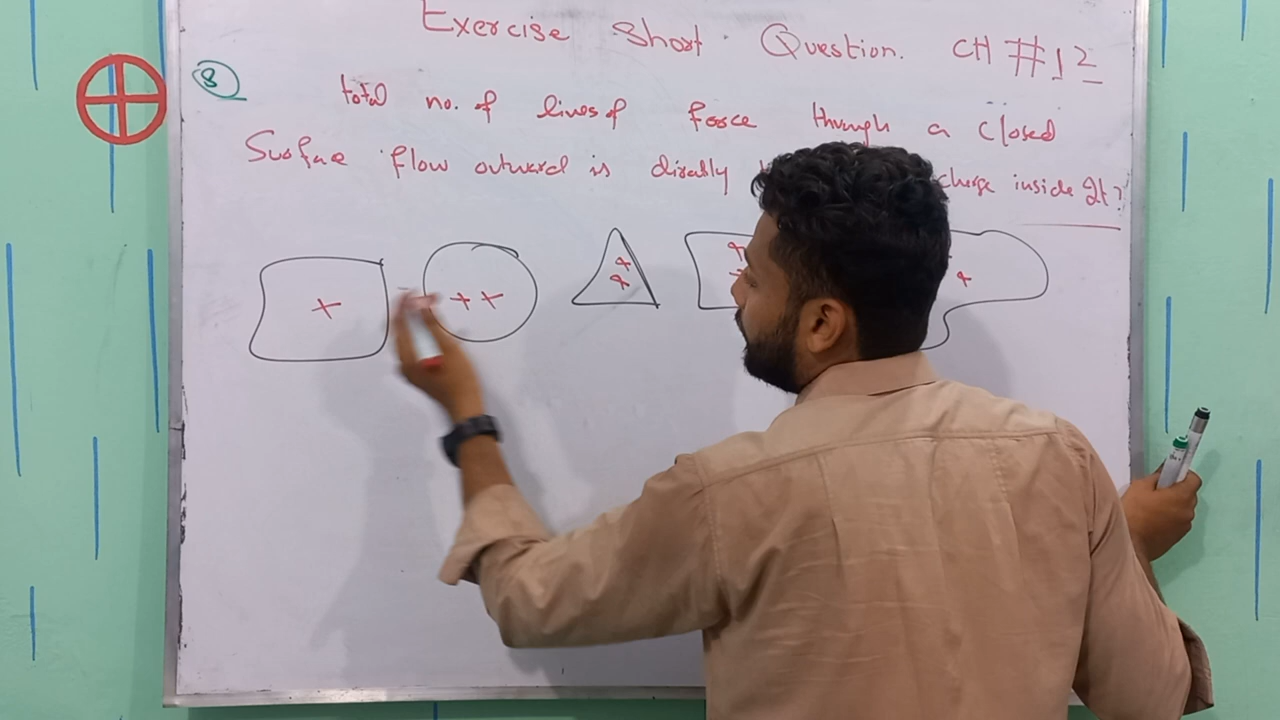 Exercise Short Question. CH #12
8
total no. of lines of force through a closed
Surface flow outward is dirally charge inside It?